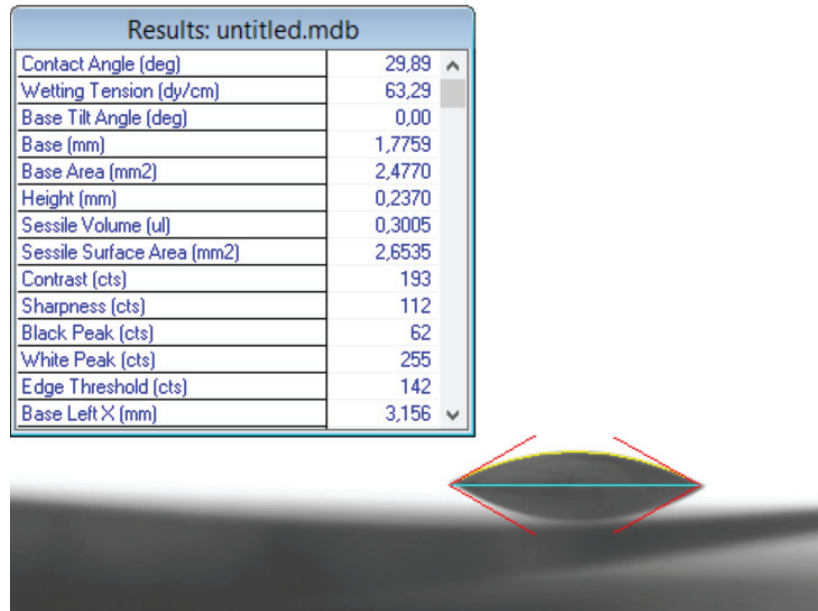 Results: untitled.mdb
Contact Angle (deg) 29,89
Wetting Tension (dy/cm) 63,29
Base Tilt Angle (deg) 0,00
Base (mm) 1,7759
Base Area (mm2) 2,4770
Height (mm) 0,2370
Sessile Volume (ul) 0,3005
Sessile Surface Area (mm2) 2,6535
Contrast (cts) 193
Sharpness (cts) 112
Black Peak (cts) 62
White Peak (cts) 255
Edge Threshold (cts) 142
Base Left X (mm) 3,156